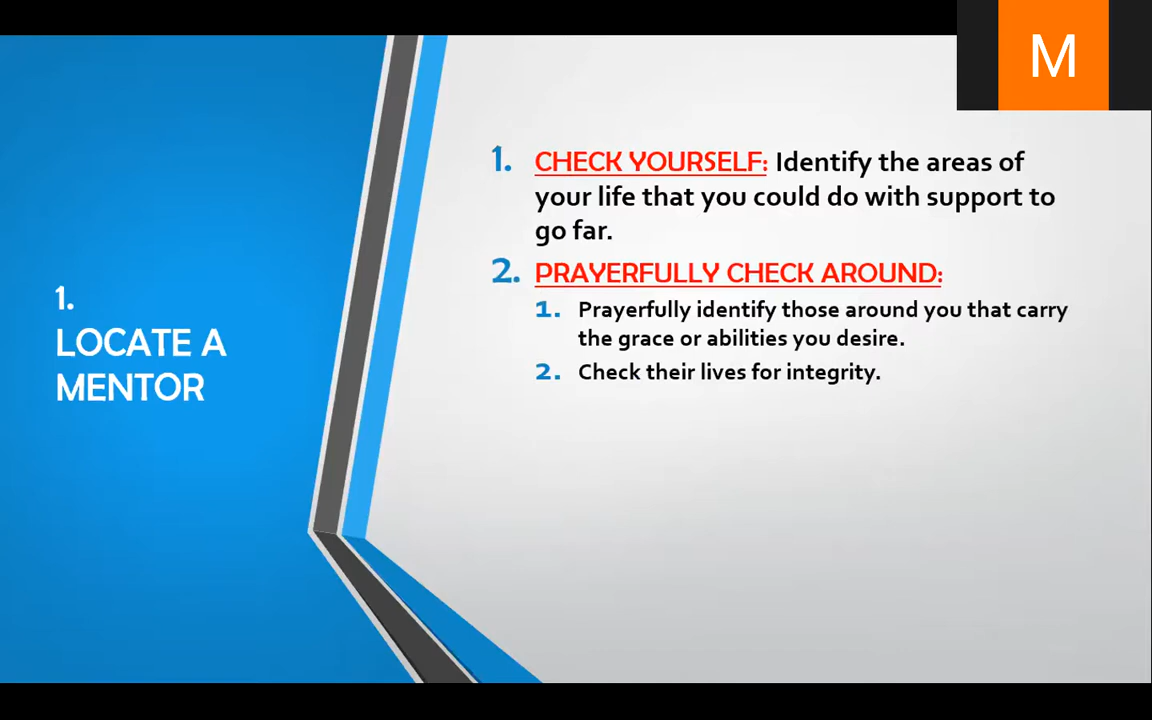 M
1.
LOCATE A
MENTOR
1. CHECK YOURSELF: Identify the areas of
your life that you could do with support to
go far.
2. PRAYERFULLY CHECK AROUND:
1. Prayerfully identify those around you that carry
the grace or abilities you desire.
2. Check their lives for integrity.